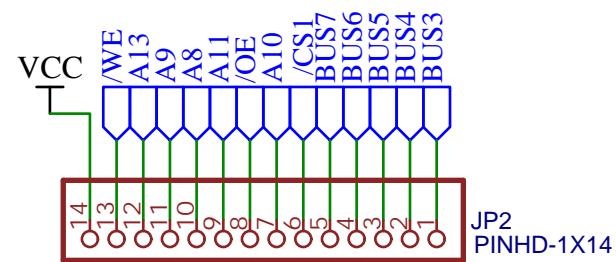 VCC
/WE
A13
A9
A8
A11
/OE
A10
/CS1
BUS7
BUS6
BUS5
BUS4
BUS3
14
13
12
11
10
9
8
7
6
5
4
3
2
1
JP2
PINHD-1X14